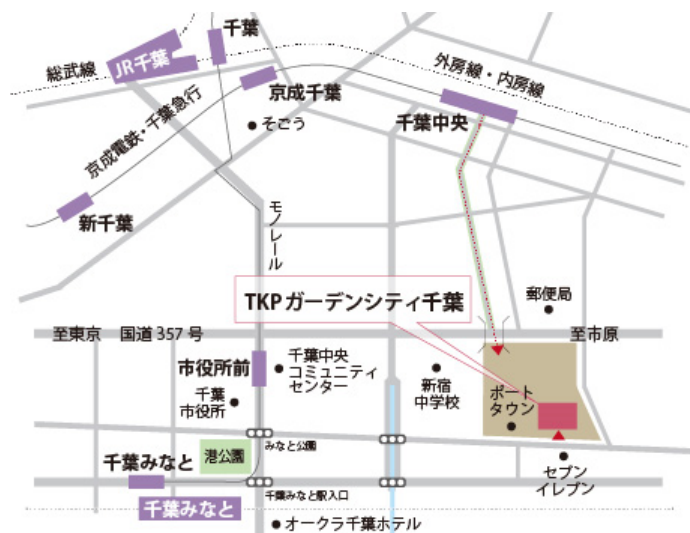 千葉
JR千葉
総武線
京成千葉
外房線・内房線
千葉中央
そごう
京成電鉄・千葉急行
新千葉
モノレール
TKPガーデンシティ千葉
郵便局
至東京 国道357号
至市原
市役所前
千葉中央
コミュニティ
センター
千葉
市役所
新宿
中学校
ポート
タウン
みなと公園
港公園
千葉みなと
セブン
イレブン
千葉みなと駅入口
千葉みなと
オークラ千葉ホテル